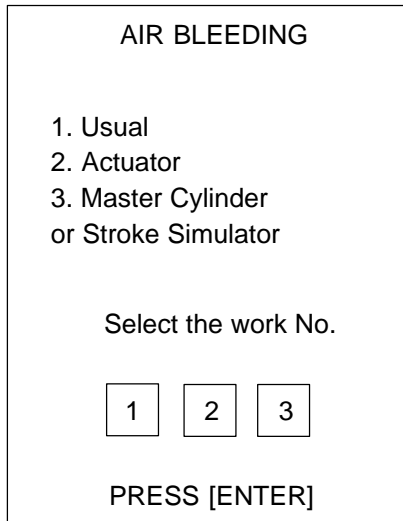 AIR BLEEDING
1. Usual
2. Actuator
3. Master Cylinder
or Stroke Simulator
Select the work No.
1 2 3
PRESS [ENTER]